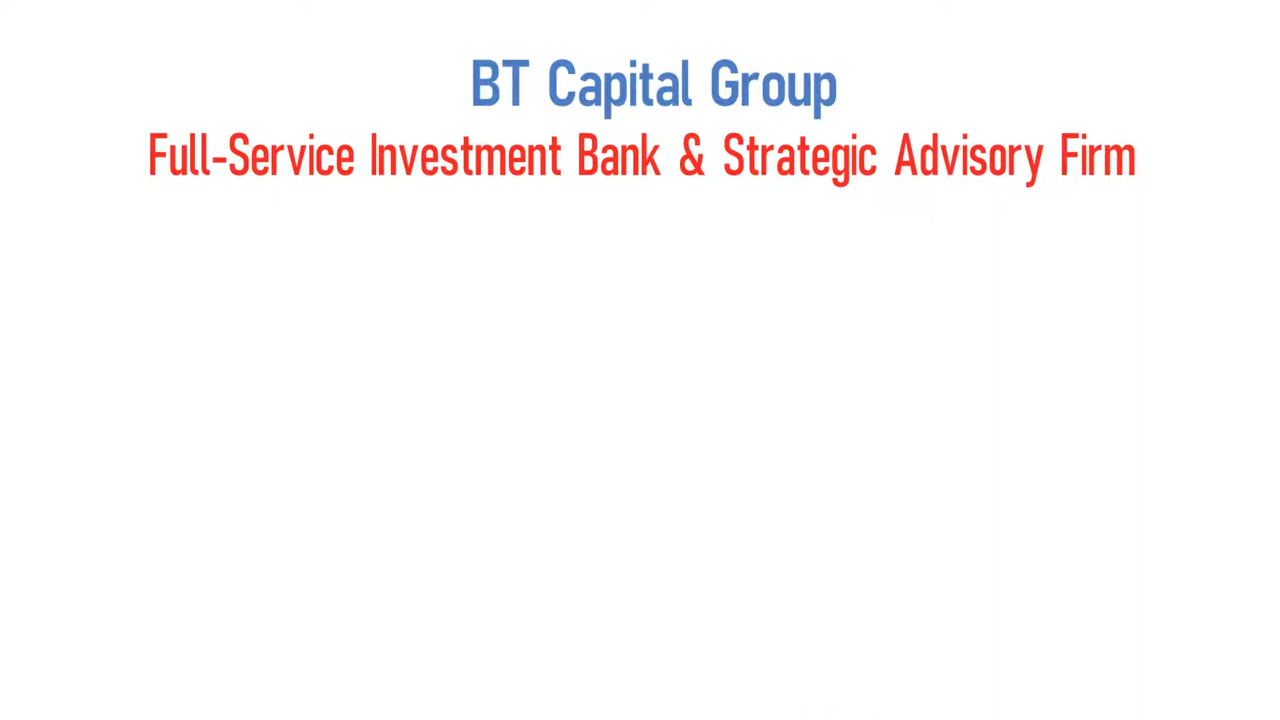 BT Capital Group
Full-Service Investment Bank & Strategic Advisory Firm